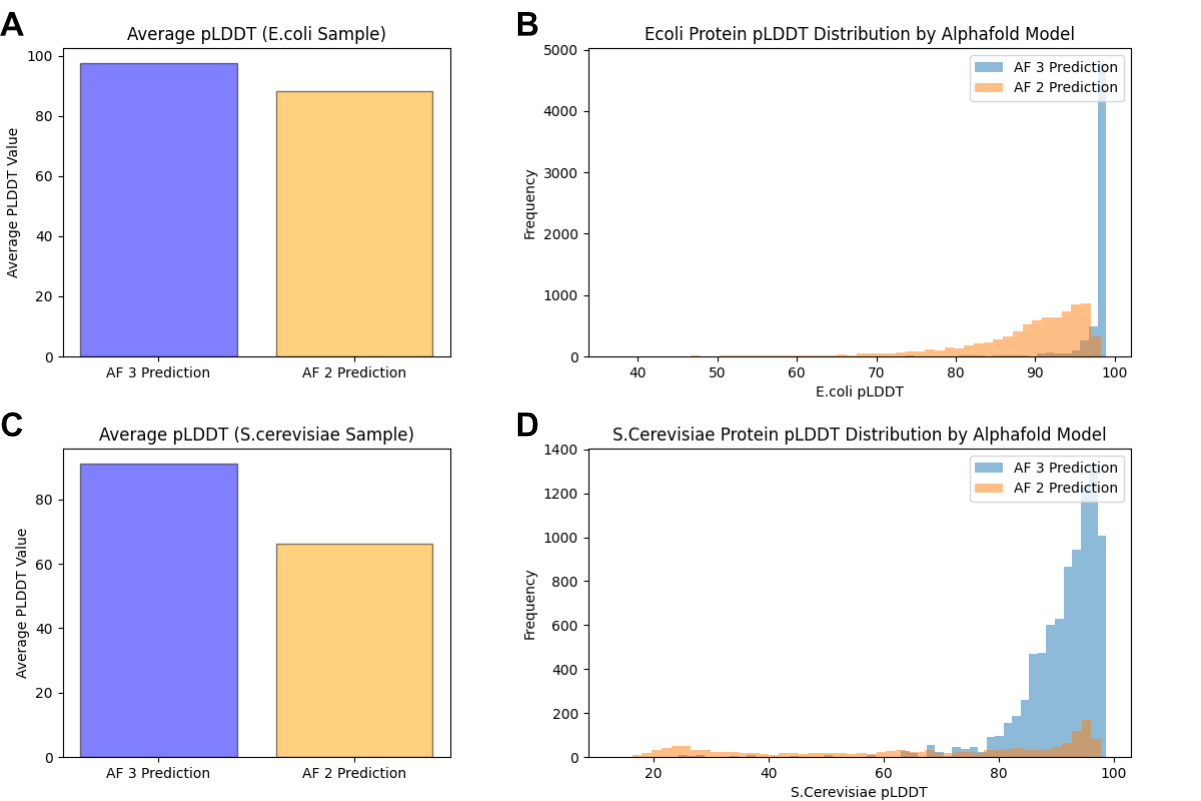 A
Average pLDDT (E.coli Sample)
Average PLDDT Value
100
80
60
40
20
0
AF 3 Prediction
AF 2 Prediction
B
Ecoli Protein pLDDT Distribution by Alphafold Model
AF 3 Prediction
AF 2 Prediction
Frequency
5000
4000
3000
2000
1000
0
40 50 60 70 80 90 100
E.coli pLDDT
C
Average pLDDT (S.cerevisiae Sample)
Average PLDDT Value
80
60
40
20
0
AF 3 Prediction
AF 2 Prediction
D
S.Cerevisiae Protein pLDDT Distribution by Alphafold Model
AF 3 Prediction
AF 2 Prediction
Frequency
1400
1200
1000
800
600
400
200
0
20 40 60 80 100
S.Cerevisiae pLDDT